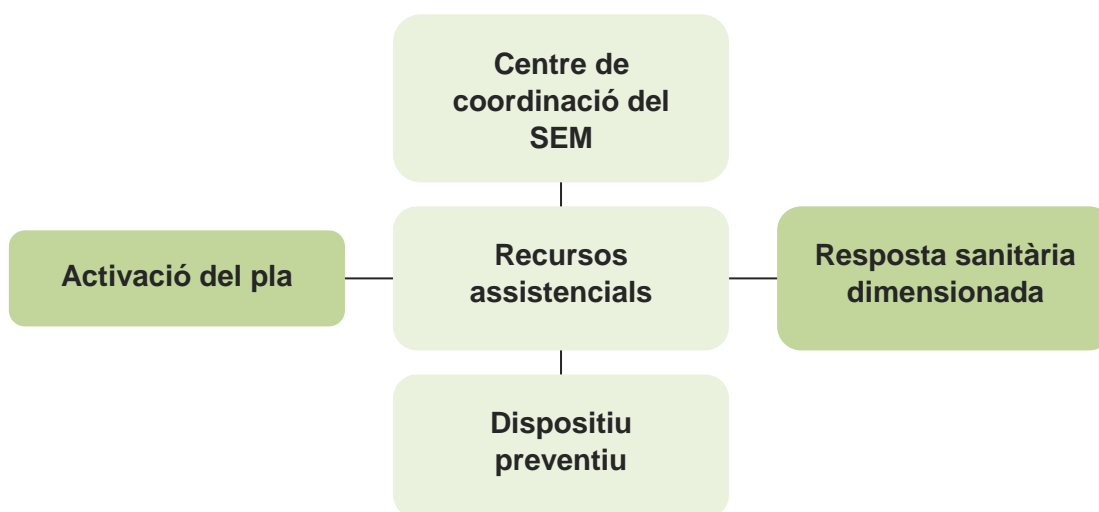 Centre de
coordinació del
SEM
Activació del pla
Recursos
assistencials
Resposta sanitària
dimensionada
Dispositiu
preventiu